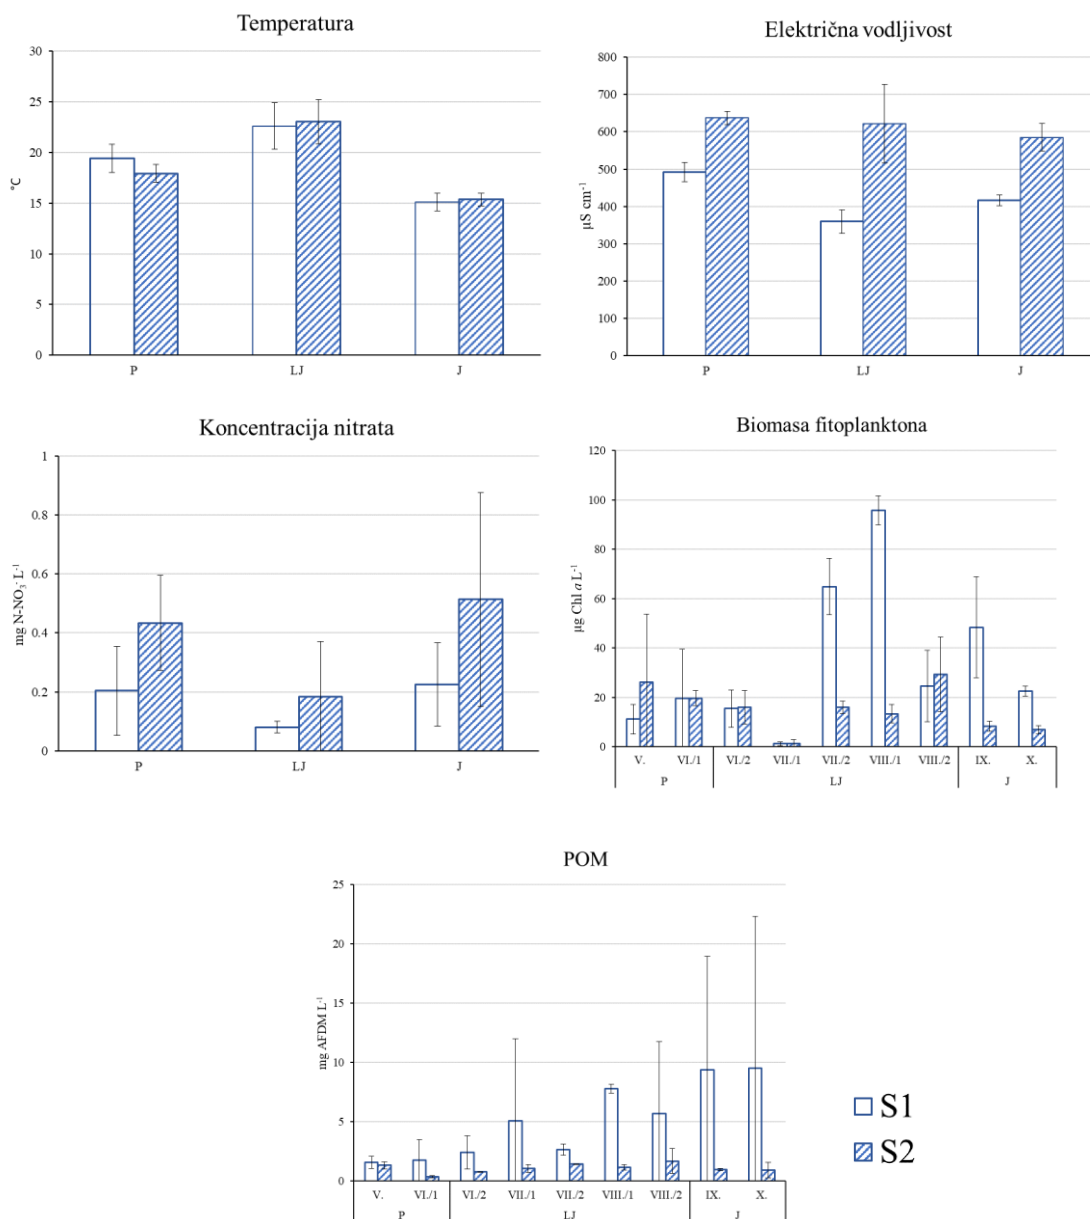 Temperatura
30
25
20
15
10
5
0
°C
P LJ J
Električna vodljivost
800
700
600
500
400
300
200
100
0
µS cm-1
P LJ J
Koncentracija nitrata
1
0.8
0.6
0.4
0.2
0
mg N-NO3- L-1
P LJ J
Biomasa fitoplanktona
120
100
80
60
40
20
0
µg Chl a L-1
V. VI./1 VI./2 VII./1 VII./2 VIII./1 VIII./2 IX. X.
P LJ J
POM
25
20
15
10
5
0
mg AFDM L-1
V. VI./1 VI./2 VII./1 VII./2 VIII./1 VIII./2 IX. X.
P LJ J
S1
S2